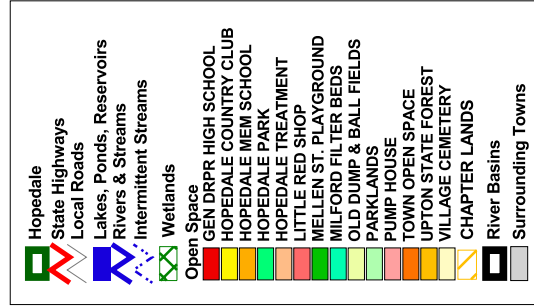 Hopedale
State Highways
Local Roads
Lakes, Ponds, Reservoirs
Rivers & Streams
Intermittent Streams
Wetlands
Open Space
GEN DRPR HIGH SCHOOL
HOPEDALE COUNTRY CLUB
HOPEDALE MEM SCHOOL
HOPEDALE PARK
HOPEDALE TREATMENT
LITTLE RED SHOP
MELLEN ST. PLAYGROUND
MILFORD FILTER BEDS
OLD DUMP & BALL FIELDS
PARKLANDS
PUMP HOUSE
TOWN OPEN SPACE
UPTON STATE FOREST
VILLAGE CEMETERY
CHAPTER LANDS
River Basins
Surrounding Towns